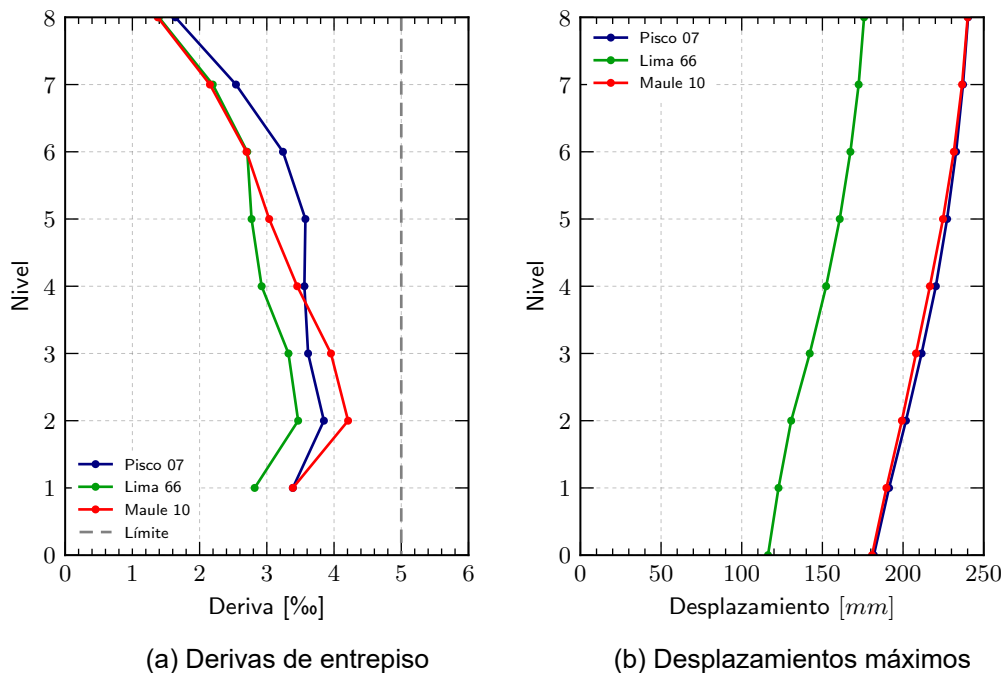 8
7
6
5
4
3
2
1
0
Nivel
Pisco 07
Lima 66
Maule 10
Límite
0 1 2 3 4 5 6
Deriva [‰]
(a) Derivas de entrepiso
8
7
6
5
4
3
2
1
0
Nivel
Pisco 07
Lima 66
Maule 10
0 50 100 150 200 250
Desplazamiento [mm]
(b) Desplazamientos máximos